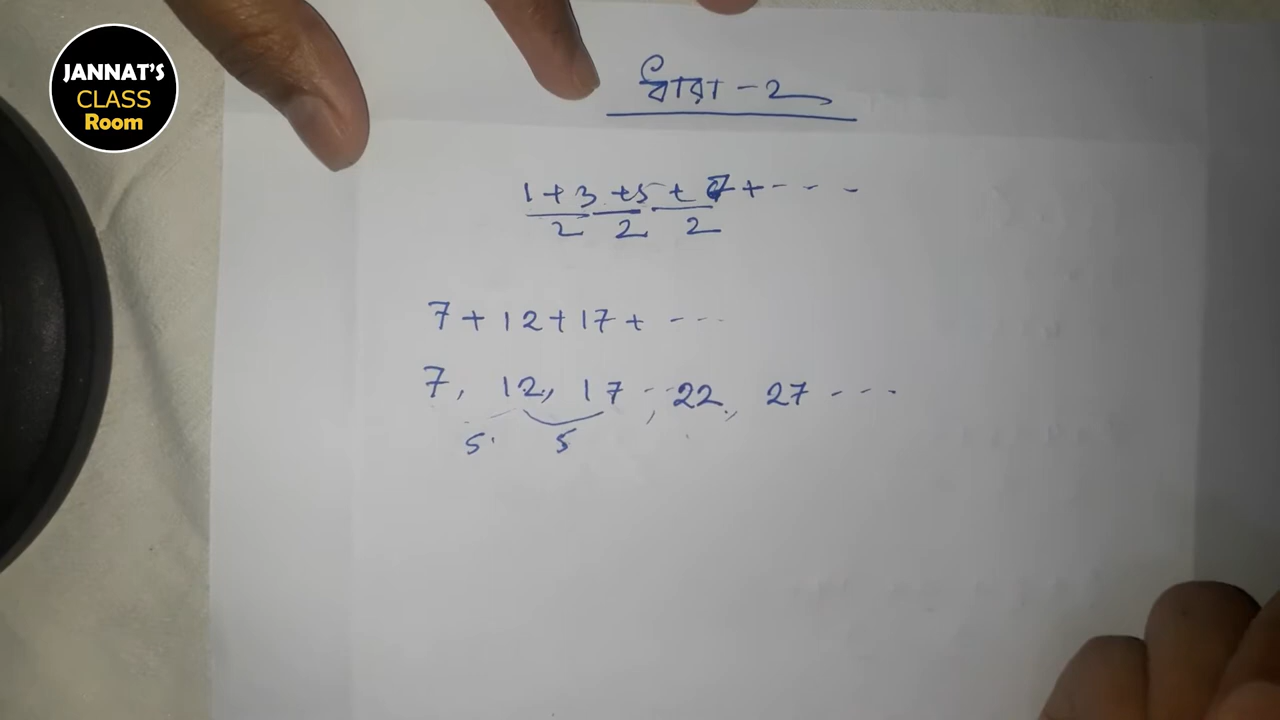 JANNAT'S
CLASS
Room
ধারা - 2
1 + 3 + 5 + 7 + - - -
2 2 2
7 + 12 + 17 + - - -
7, 12, 17 - -, 22, 27 - - -
5 5